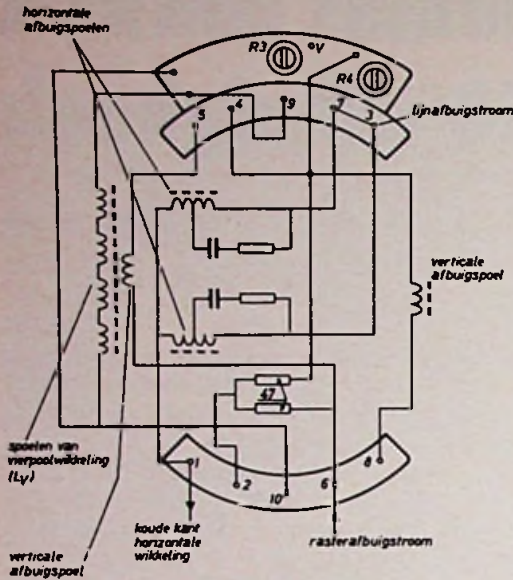 horizontale
afbuigspoelen
R3
V
R4
5
4
9
7
3
lijnafbuigstroom
verticale
afbuigspoel
47
spoelen van
vierpoolwikkeling
(LV)
1
2
10
6
8
koude kant
horizontale
wikkeling
rasterafbuigstroom
verticale
afbuigspoel